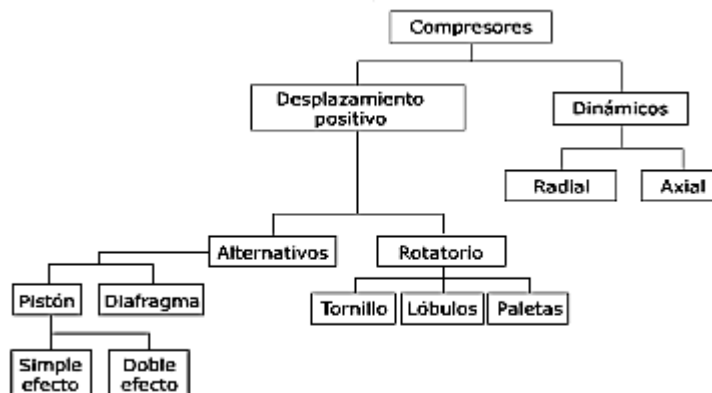 Compresores
Desplazamiento
positivo
Dinámicos
Radial
Axial
Alternativos
Rotatorio
Pistón
Diafragma
Tornillo
Lóbulos
Paletas
Simple
efecto
Doble
efecto